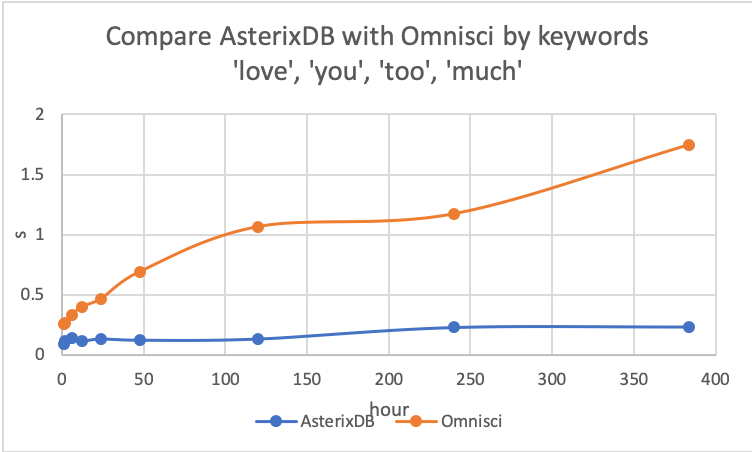 Compare AsterixDB with Omnisci by keywords
'love', 'you', 'too', 'much'
2
1.5
1
0.5
0
s
0 50 100 150 200 250 300 350 400
hour
AsterixDB Omnisci